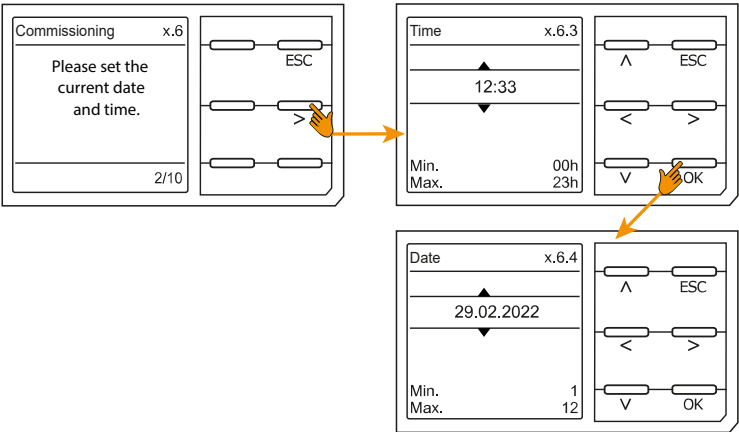 Commissioning x.6
Please set the
current date
and time.
2/10
ESC
>
Time x.6.3
12:33
Min. 00h
Max. 23h
Λ ESC
< >
V OK
Date x.6.4
29.02.2022
Min. 1
Max. 12
Λ ESC
< >
V OK